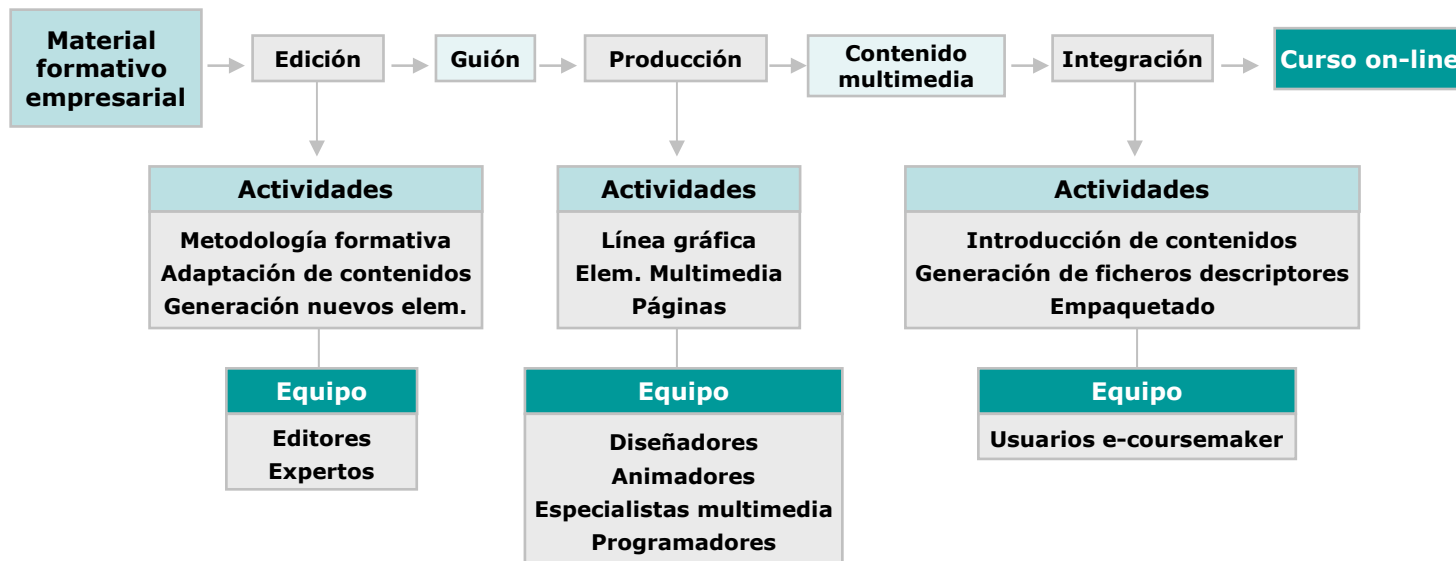 Material
formativo
empresarial
Edición
Guión
Producción
Contenido
multimedia
Integración
Curso on-line
Actividades
Metodología formativa
Adaptación de contenidos
Generación nuevos elem.
Equipo
Editores
Expertos
Actividades
Línea gráfica
Elem. Multimedia
Páginas
Equipo
Diseñadores
Animadores
Especialistas multimedia
Programadores
Actividades
Introducción de contenidos
Generación de ficheros descriptores
Empaquetado
Equipo
Usuarios e-coursemaker